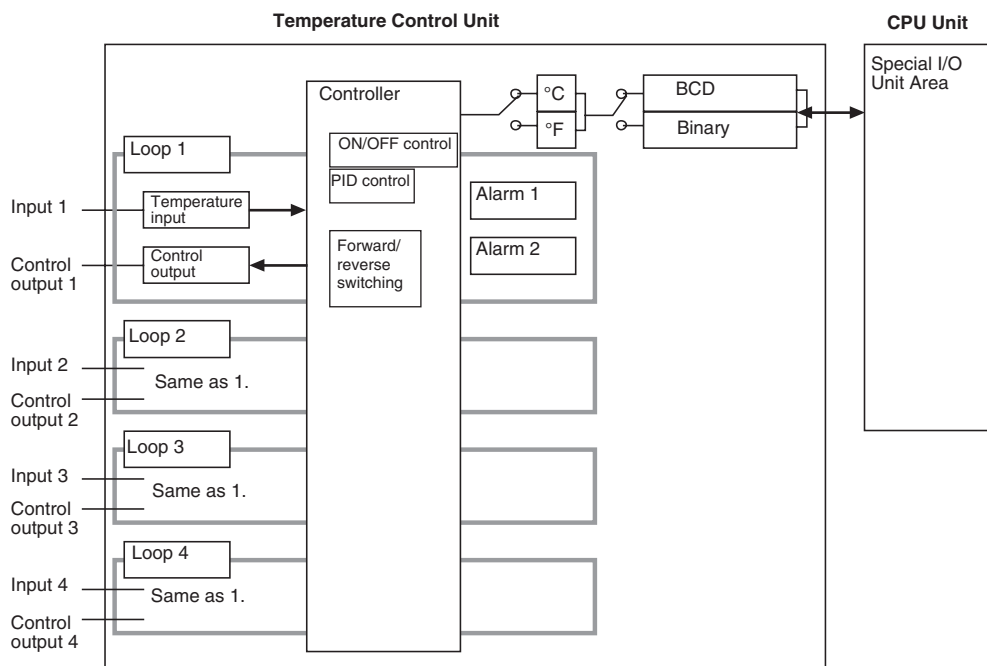 Temperature Control Unit
CPU Unit
Controller
°C
°F
BCD
Binary
Special I/O
Unit Area
ON/OFF control
PID control
Forward/
reverse
switching
Loop 1
Input 1
Temperature
input
Control
output 1
Control
output
Alarm 1
Alarm 2
Loop 2
Input 2
Same as 1.
Control
output 2
Loop 3
Input 3
Same as 1.
Control
output 3
Loop 4
Input 4
Same as 1.
Control
output 4